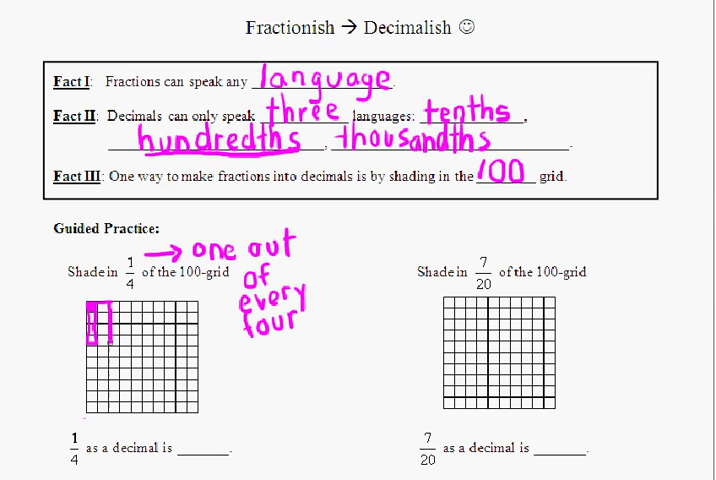 Fractionish → Decimalish ☺
Fact I: Fractions can speak any language.
Fact II: Decimals can only speak three languages: tenths,
hundredths, thousandths.
Fact III: One way to make fractions into decimals is by shading in the 100 grid.
Guided Practice:
→ one out
of
every
four
Shade in 1/4 of the 100-grid
Shade in 7/20 of the 100-grid
1/4 as a decimal is ______.
7/20 as a decimal is ______.